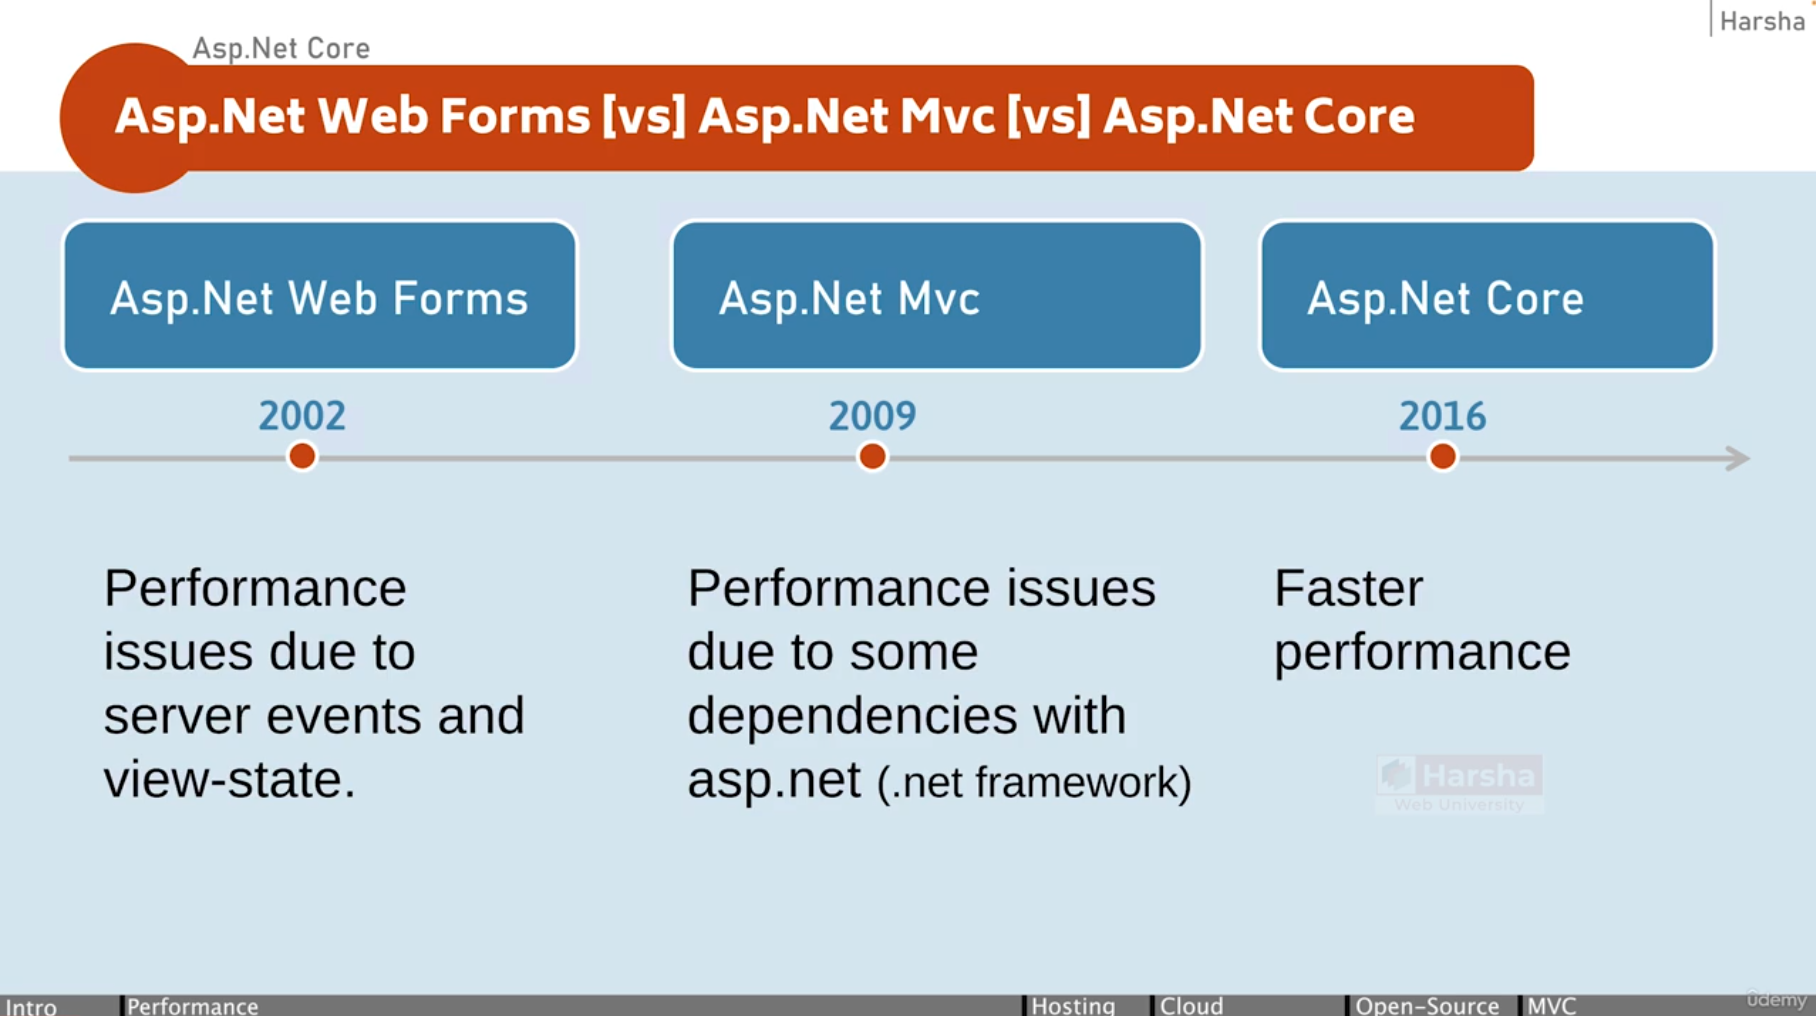 Harsha
Asp.Net Core
Asp.Net Web Forms [vs] Asp.Net Mvc [vs] Asp.Net Core
Asp.Net Web Forms
Asp.Net Mvc
Asp.Net Core
2002
2009
2016
Performance
issues due to
server events and
view-state.
Performance issues
due to some
dependencies with
asp.net (.net framework)
Faster
performance
Harsha
Web University
Intro
Performance
Hosting
Cloud
Open-Source
MVC
ûdemy